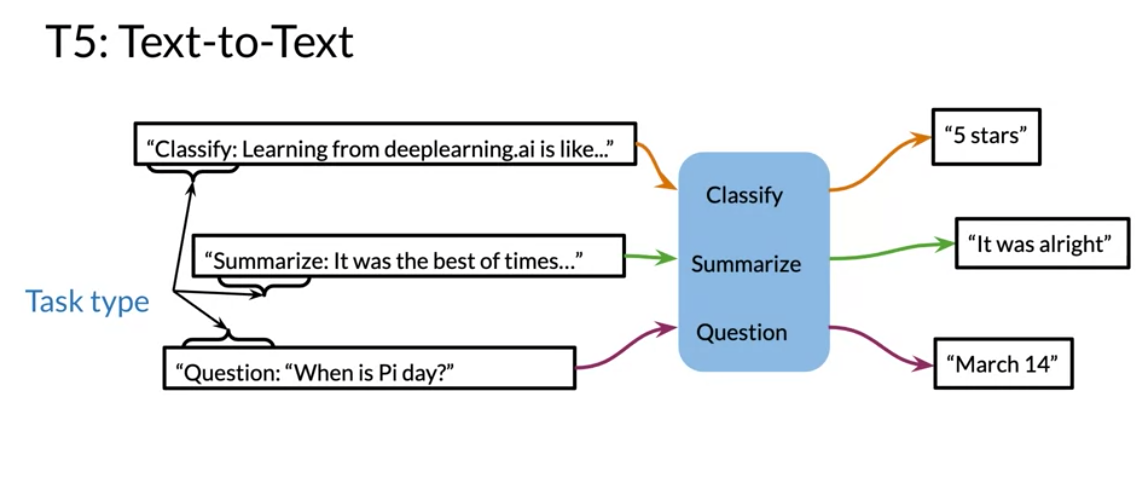 T5: Text-to-Text
“Classify: Learning from deeplearning.ai is like...”
“Summarize: It was the best of times...”
Task type
“Question: “When is Pi day?”
Classify
Summarize
Question
“5 stars”
“It was alright”
“March 14”